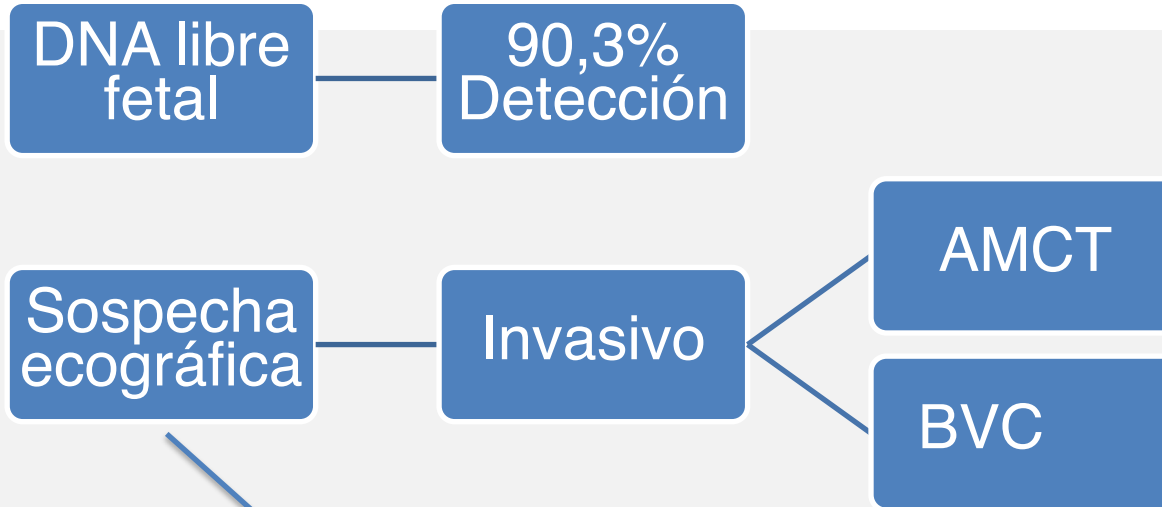 DNA libre
fetal
90,3%
Detección
Sospecha
ecográfica
Invasivo
AMCT
BVC